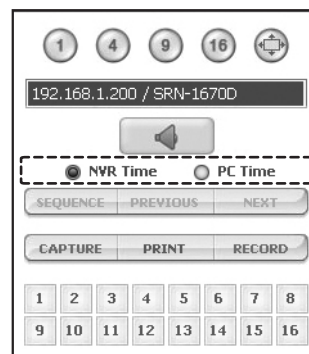 1 4 9 16
192.168.1.200 / SRN-1670D
NVR Time PC Time
SEQUENCE PREVIOUS NEXT
CAPTURE PRINT RECORD
1 2 3 4 5 6 7 8
9 10 11 12 13 14 15 16